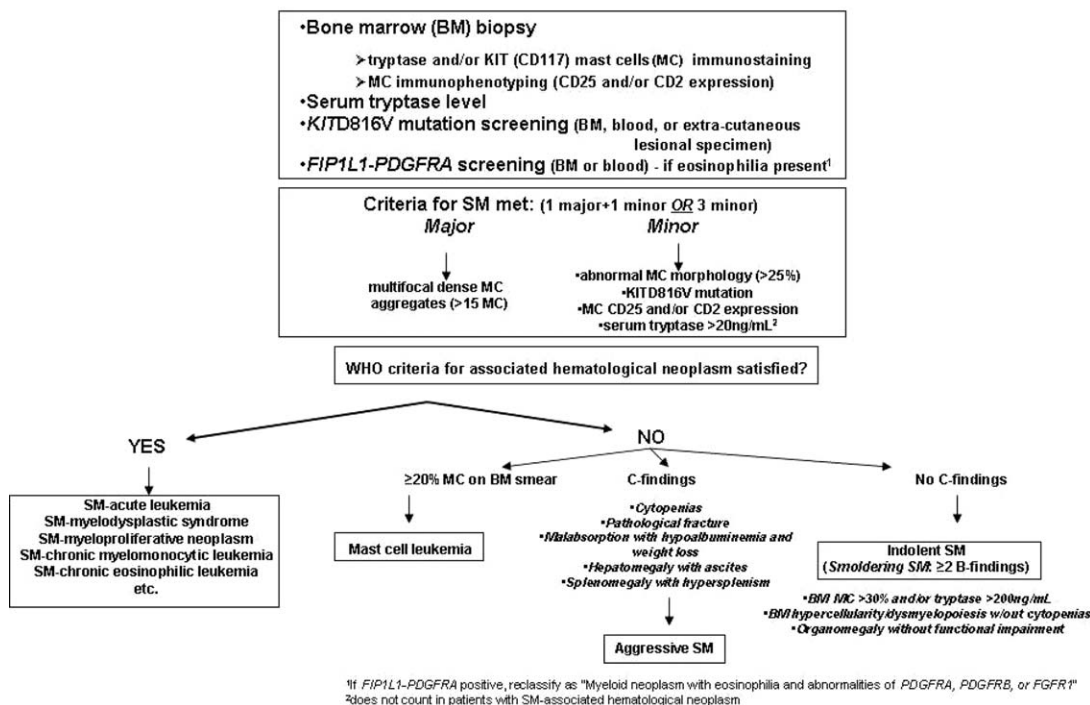 •Bone marrow (BM) biopsy
➢tryptase and/or KIT (CD117) mast cells (MC) immunostaining
➢MC immunophenotyping (CD25 and/or CD2 expression)
•Serum tryptase level
•KITD816V mutation screening (BM, blood, or extra-cutaneous
lesional specimen)
•FIP1L1-PDGFRA screening (BM or blood) - if eosinophilia present¹
Criteria for SM met: (1 major+1 minor OR 3 minor)
Major
Minor
multifocal dense MC
aggregates (>15 MC)
•abnormal MC morphology (>25%)
•KITD816V mutation
•MC CD25 and/or CD2 expression
•serum tryptase >20ng/mL²
WHO criteria for associated hematological neoplasm satisfied?
YES
NO
SM-acute leukemia
SM-myelodysplastic syndrome
SM-myeloproliferative neoplasm
SM-chronic myelomonocytic leukemia
SM-chronic eosinophilic leukemia
etc.
≥20% MC on BM smear
Mast cell leukemia
C-findings
•Cytopenias
•Pathological fracture
•Malabsorption with hypoalbuminemia and
weight loss
•Hepatomegaly with ascites
•Splenomegaly with hypersplenism
Aggressive SM
No C-findings
Indolent SM
(Smoldering SM: ≥2 B-findings)
•BM MC >30% and/or tryptase >200ng/mL
•BM hypercellularity/dysmyelopoiesis w/out cytopenias
•Organomegaly without functional impairment
¹If FIP1L1-PDGFRA positive, reclassify as "Myeloid neoplasm with eosinophilia and abnormalities of PDGFRA, PDGFRB, or FGFR1"
²does not count in patients with SM-associated hematological neoplasm